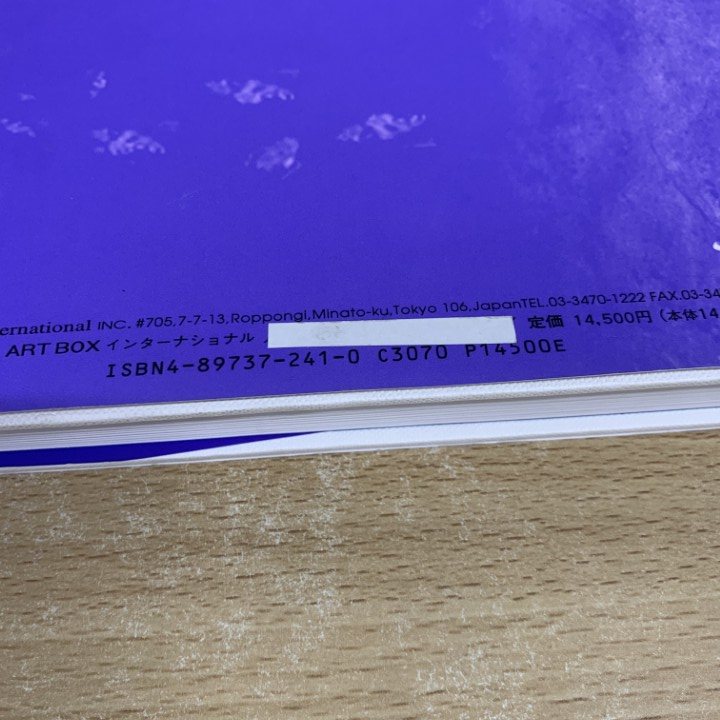 ernational INC. #705,7-7-13,Roppongi,Minato-ku,Tokyo 106,JapanTEL.03-3470-1222 FAX.03-34
ART BOX インターナショナル 定価 14,500円(本体14
ISBN4-89737-241-0 C3070 P14500E